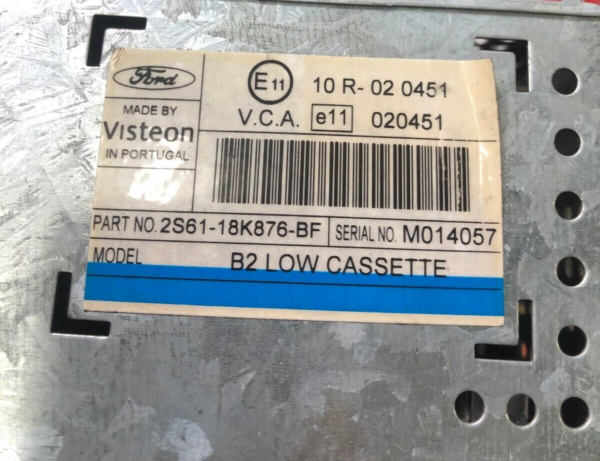 Ford
E11 10 R- 02 0451
MADE BY
Visteon
IN PORTUGAL
V.C.A. e11 020451
PART NO. 2S61-18K876-BF SERIAL NO. M014057
MODEL B2 LOW CASSETTE